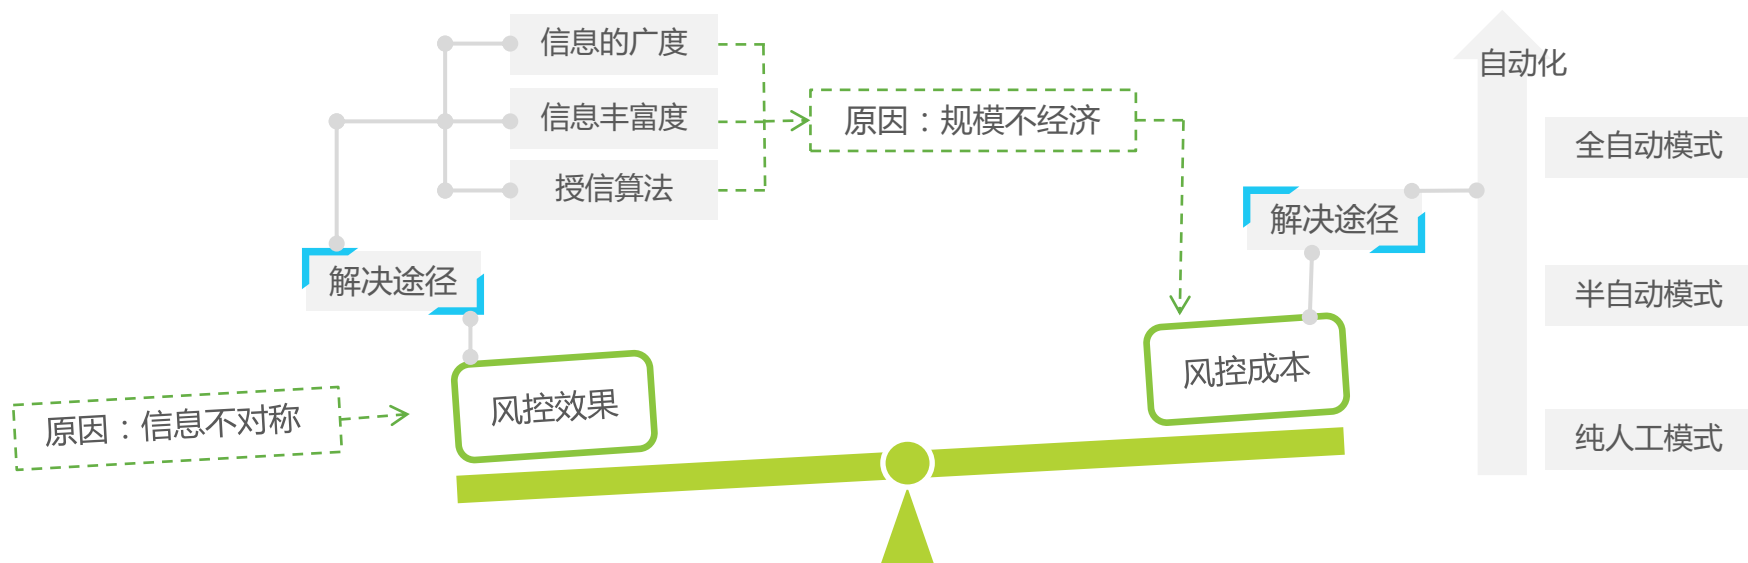 信息的广度
信息丰富度
授信算法
解决途径
原因：信息不对称
风控效果
原因：规模不经济
解决途径
风控成本
自动化
全自动模式
半自动模式
纯人工模式